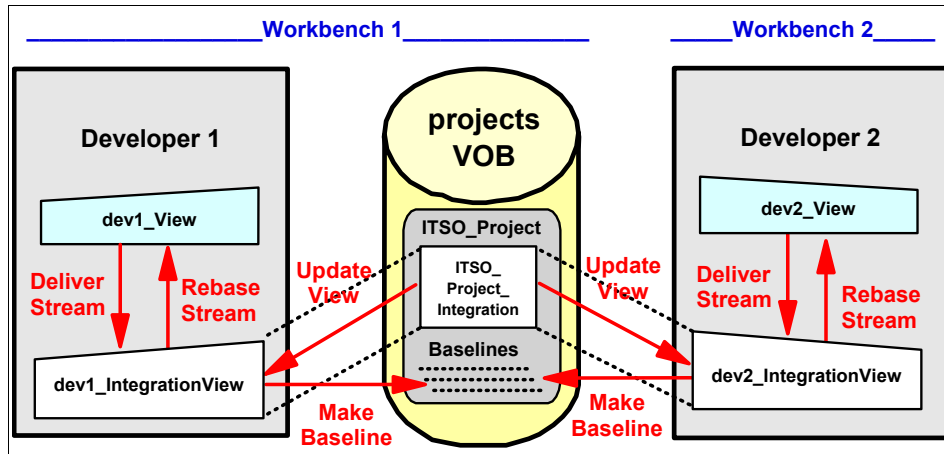 Workbench 1
Workbench 2
Developer 1
dev1_View
Deliver
Stream
Rebase
Stream
dev1_IntegrationView
Update
View
Make
Baseline
projects
VOB
ITSO_Project
ITSO_
Project_
Integration
Baselines
Update
View
Make
Baseline
Developer 2
dev2_View
Deliver
Stream
Rebase
Stream
dev2_IntegrationView